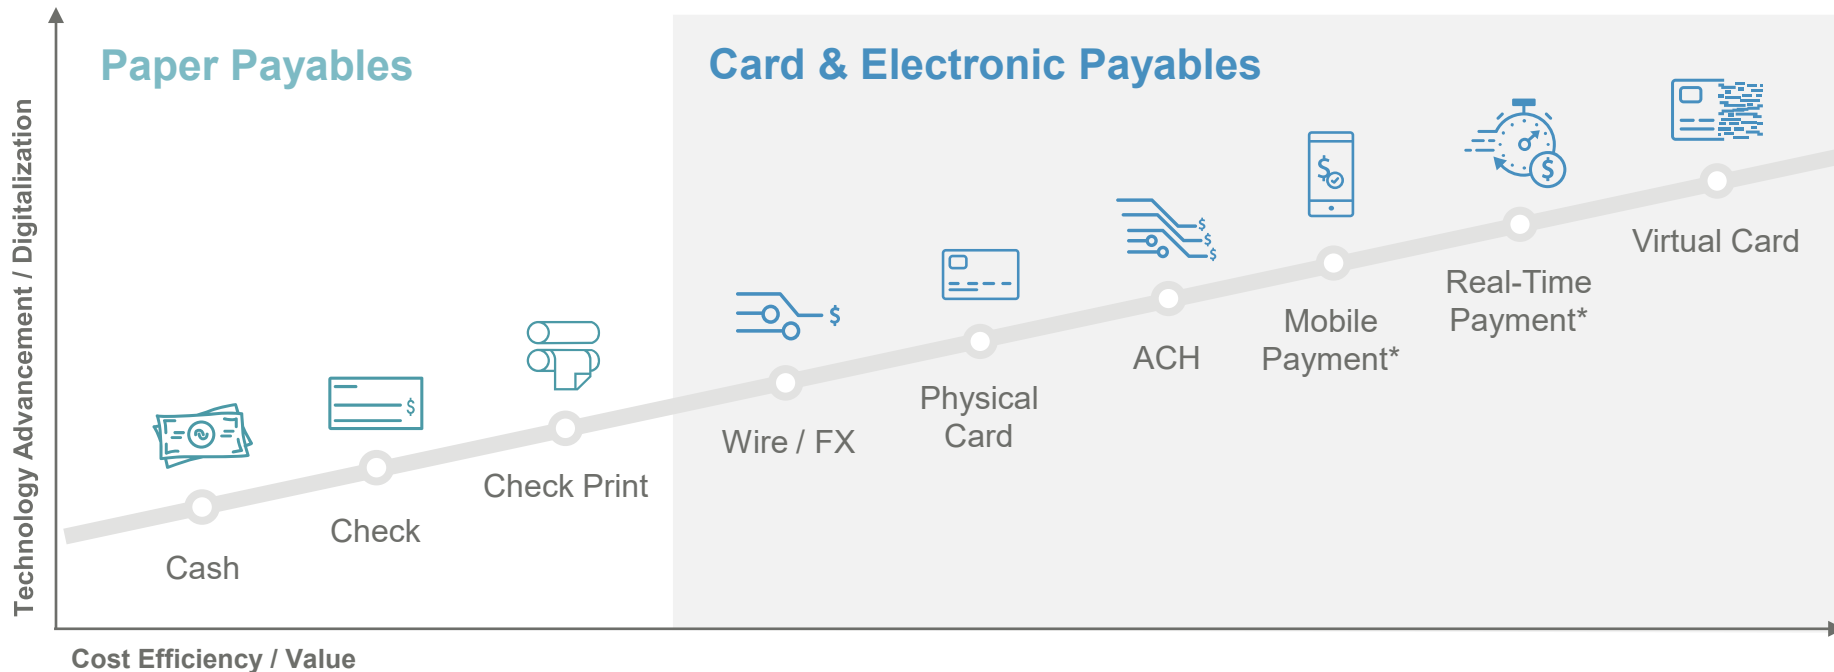 Paper Payables
Card & Electronic Payables
Technology Advancement / Digitalization
$
Cash
$
Check
Check Print
$
Wire / FX
Physical
Card
$
$
$
ACH
$
Mobile
Payment*
$
Real-Time
Payment*
Virtual Card
Cost Efficiency / Value